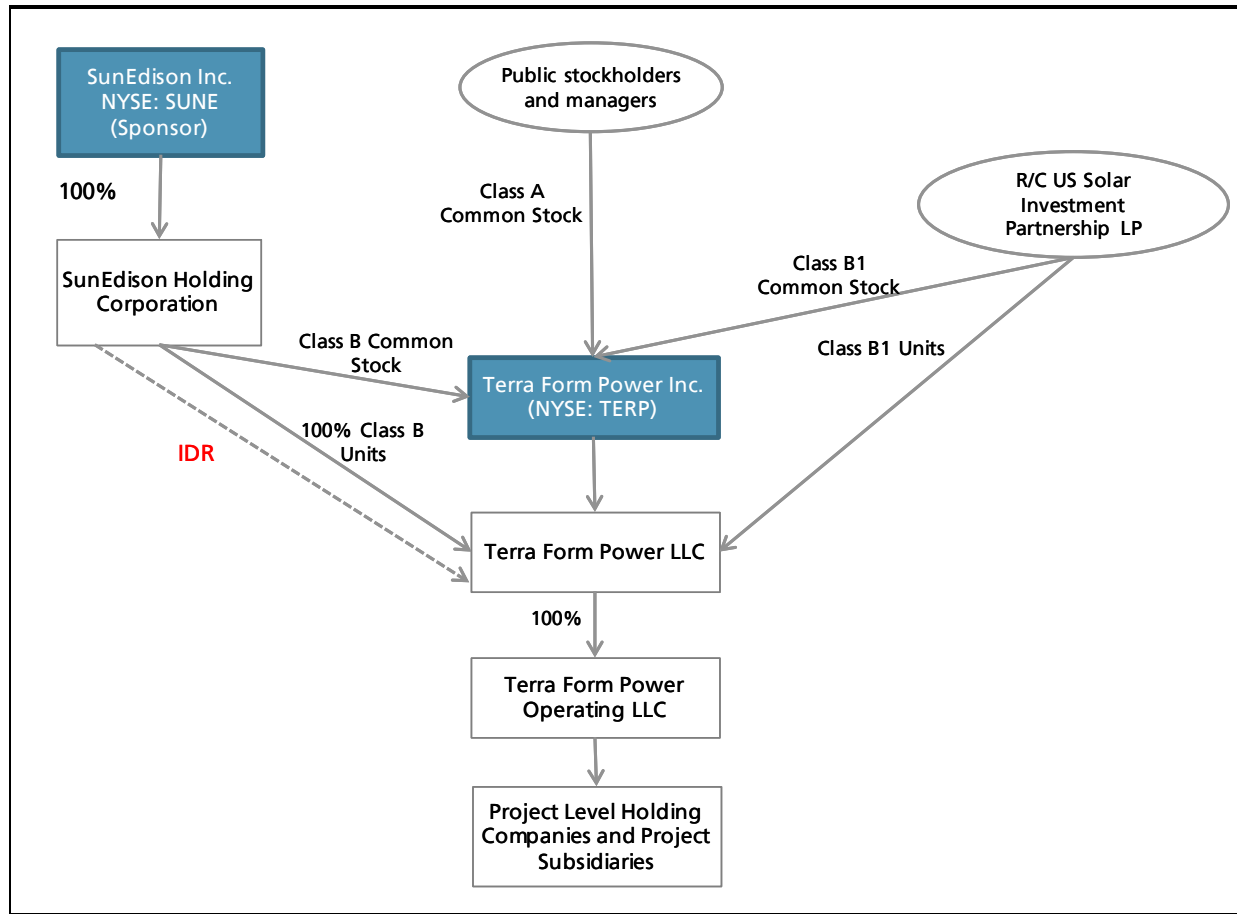 SunEdison Inc.
NYSE: SUNE
(Sponsor)
Public stockholders
and managers
R/C US Solar
Investment
Partnership LP
100%
Class A
Common Stock
SunEdison Holding
Corporation
Class B1
Common Stock
Class B Common
Stock
Class B1 Units
Terra Form Power Inc.
(NYSE: TERP)
100% Class B
Units
IDR
Terra Form Power LLC
100%
Terra Form Power
Operating LLC
Project Level Holding
Companies and Project
Subsidiaries